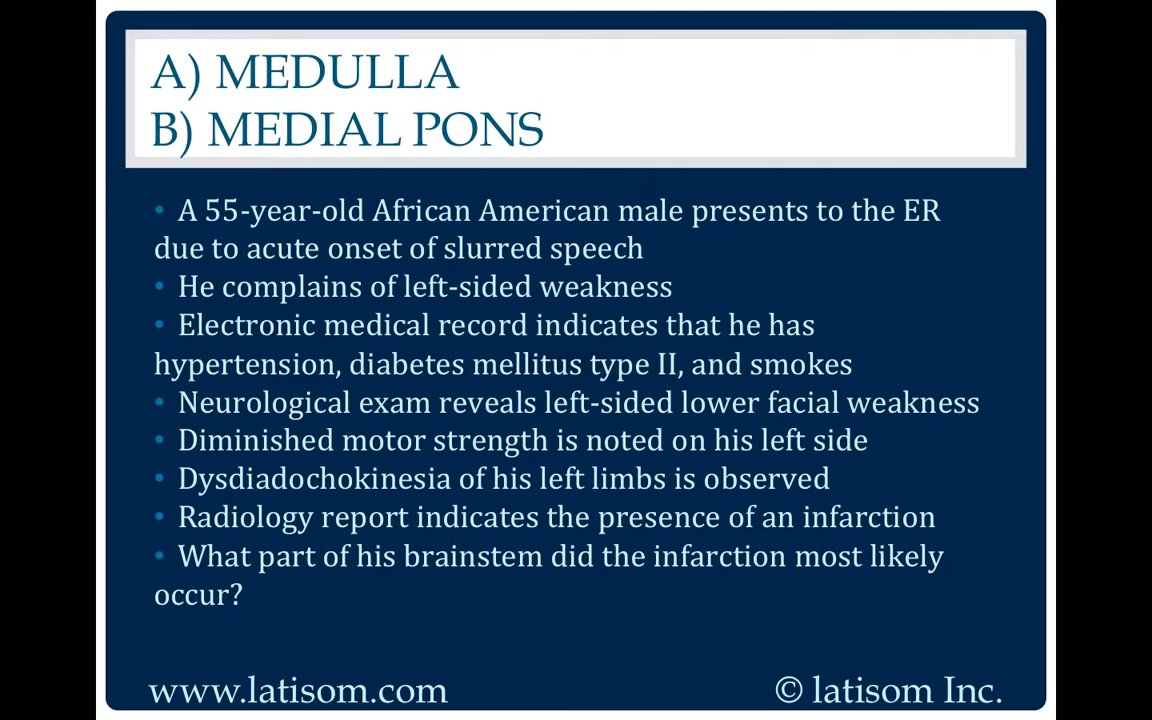 A) MEDULLA
B) MEDIAL PONS
• A 55-year-old African American male presents to the ER
due to acute onset of slurred speech
• He complains of left-sided weakness
• Electronic medical record indicates that he has
hypertension, diabetes mellitus type II, and smokes
• Neurological exam reveals left-sided lower facial weakness
• Diminished motor strength is noted on his left side
• Dysdiadochokinesia of his left limbs is observed
• Radiology report indicates the presence of an infarction
• What part of his brainstem did the infarction most likely
occur?
www.latisom.com © latisom Inc.